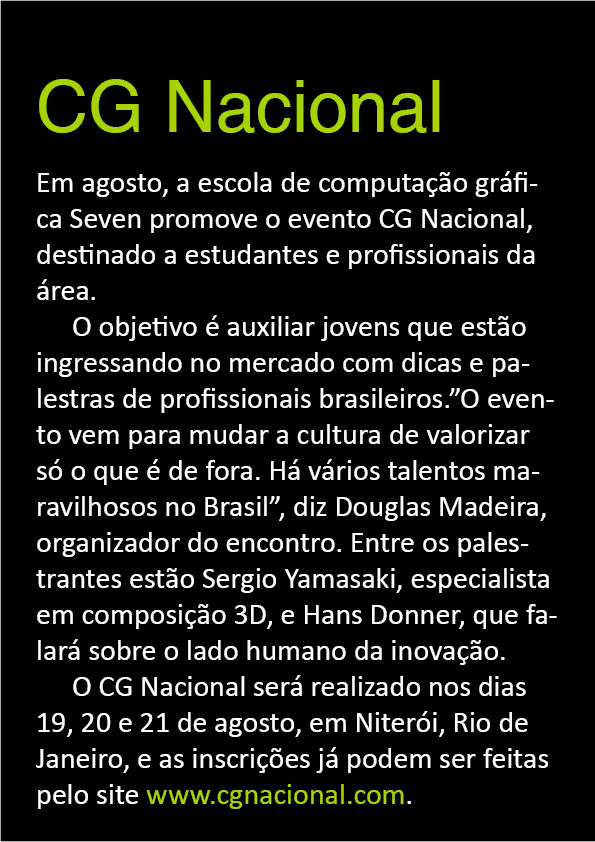 CG Nacional
Em agosto, a escola de computação gráfi-
ca Seven promove o evento CG Nacional,
destinado a estudantes e profissionais da
área.
O objetivo é auxiliar jovens que estão
ingressando no mercado com dicas e pa-
lestras de profissionais brasileiros.”O even-
to vem para mudar a cultura de valorizar
só o que é de fora. Há vários talentos ma-
ravilhosos no Brasil”, diz Douglas Madeira,
organizador do encontro. Entre os pales-
trantes estão Sergio Yamasaki, especialista
em composição 3D, e Hans Donner, que fa-
lará sobre o lado humano da inovação.
O CG Nacional será realizado nos dias
19, 20 e 21 de agosto, em Niterói, Rio de
Janeiro, e as inscrições já podem ser feitas
pelo site www.cgnacional.com.